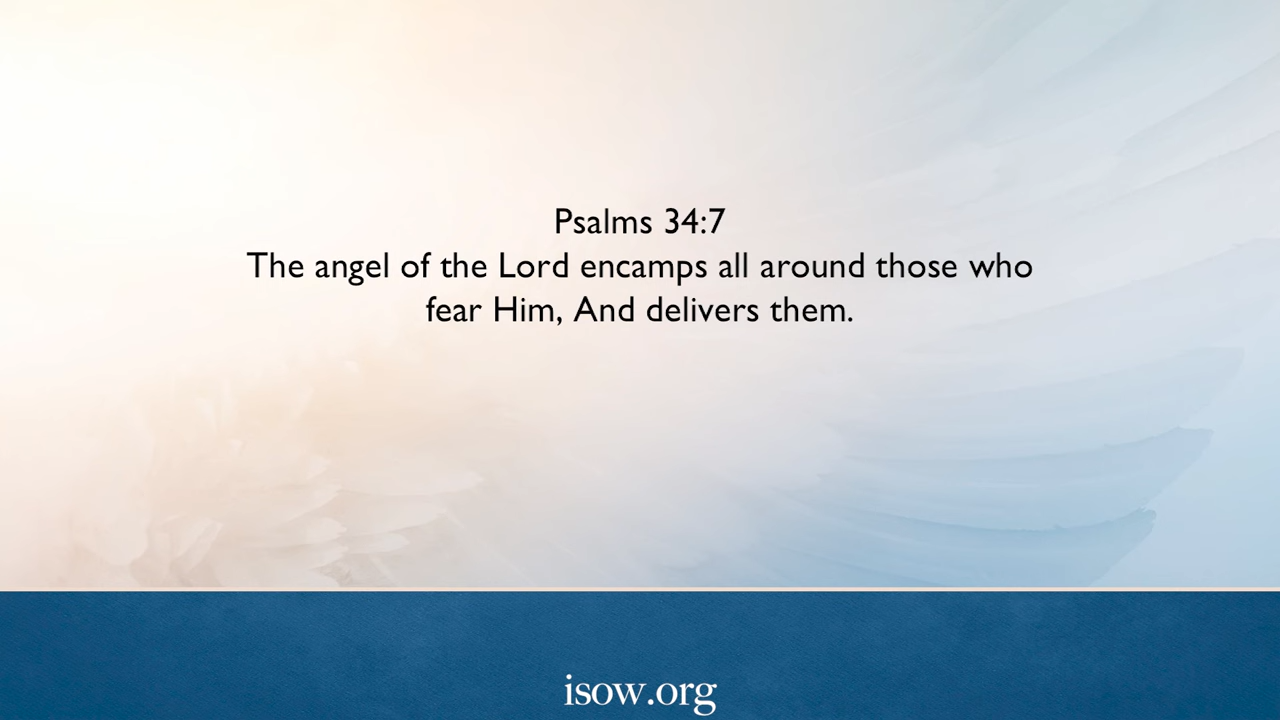 Psalms 34:7
The angel of the Lord encamps all around those who
fear Him, And delivers them.
isow.org